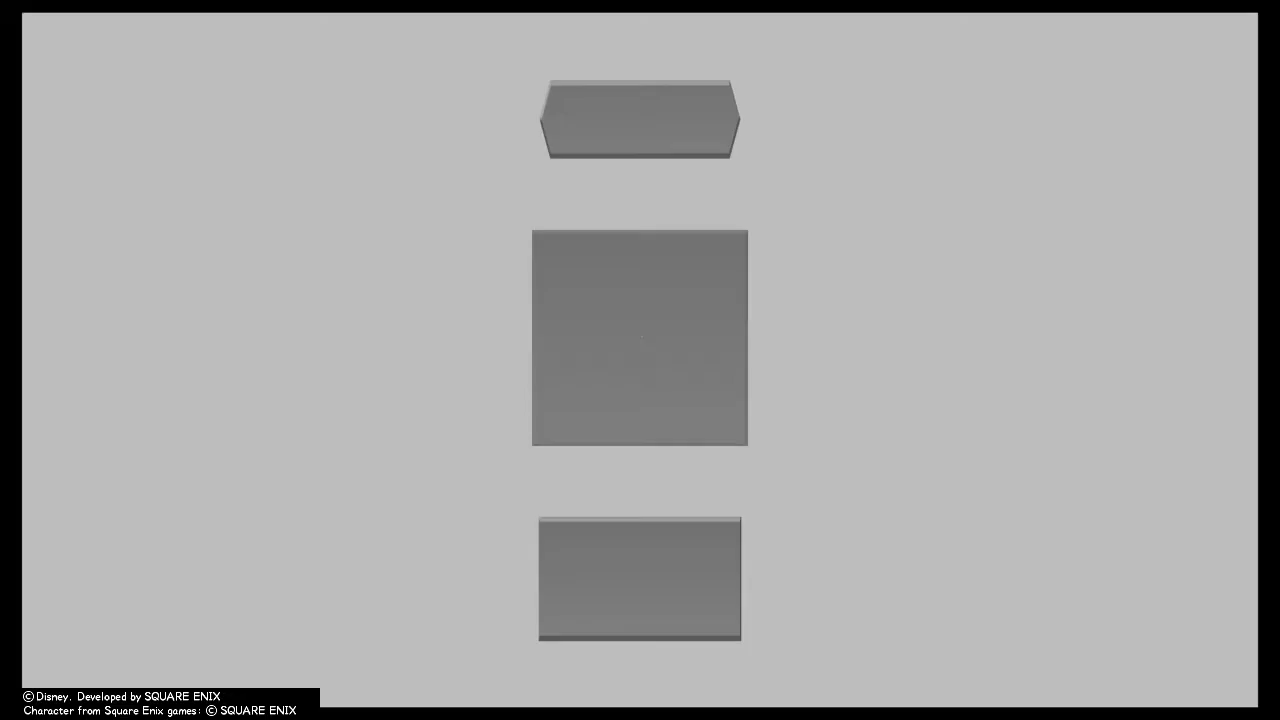 © Disney. Developed by SQUARE ENIX
Character from Square Enix games: © SQUARE ENIX